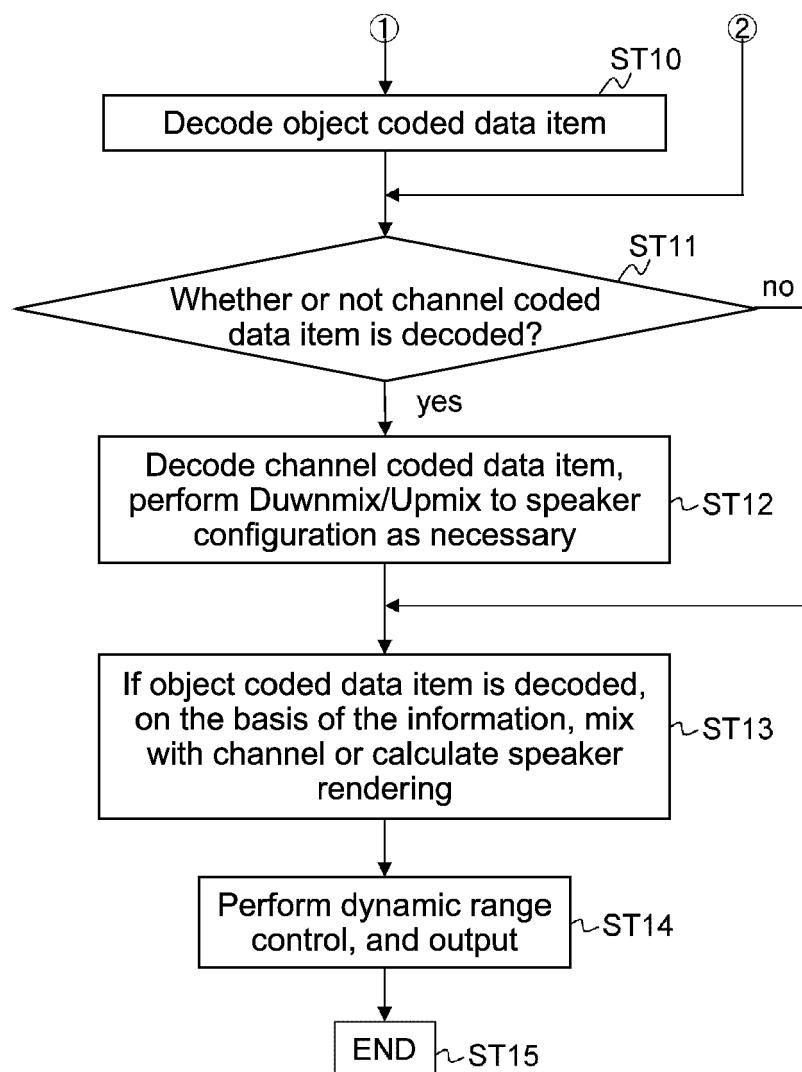 ① ②
ST10
Decode object coded data item
ST11
Whether or not channel coded
data item is decoded?
no
yes
Decode channel coded data item,
perform Duwnmix/Upmix to speaker
configuration as necessary
ST12
If object coded data item is decoded,
on the basis of the information, mix
with channel or calculate speaker
rendering
ST13
Perform dynamic range
control, and output
ST14
END
ST15